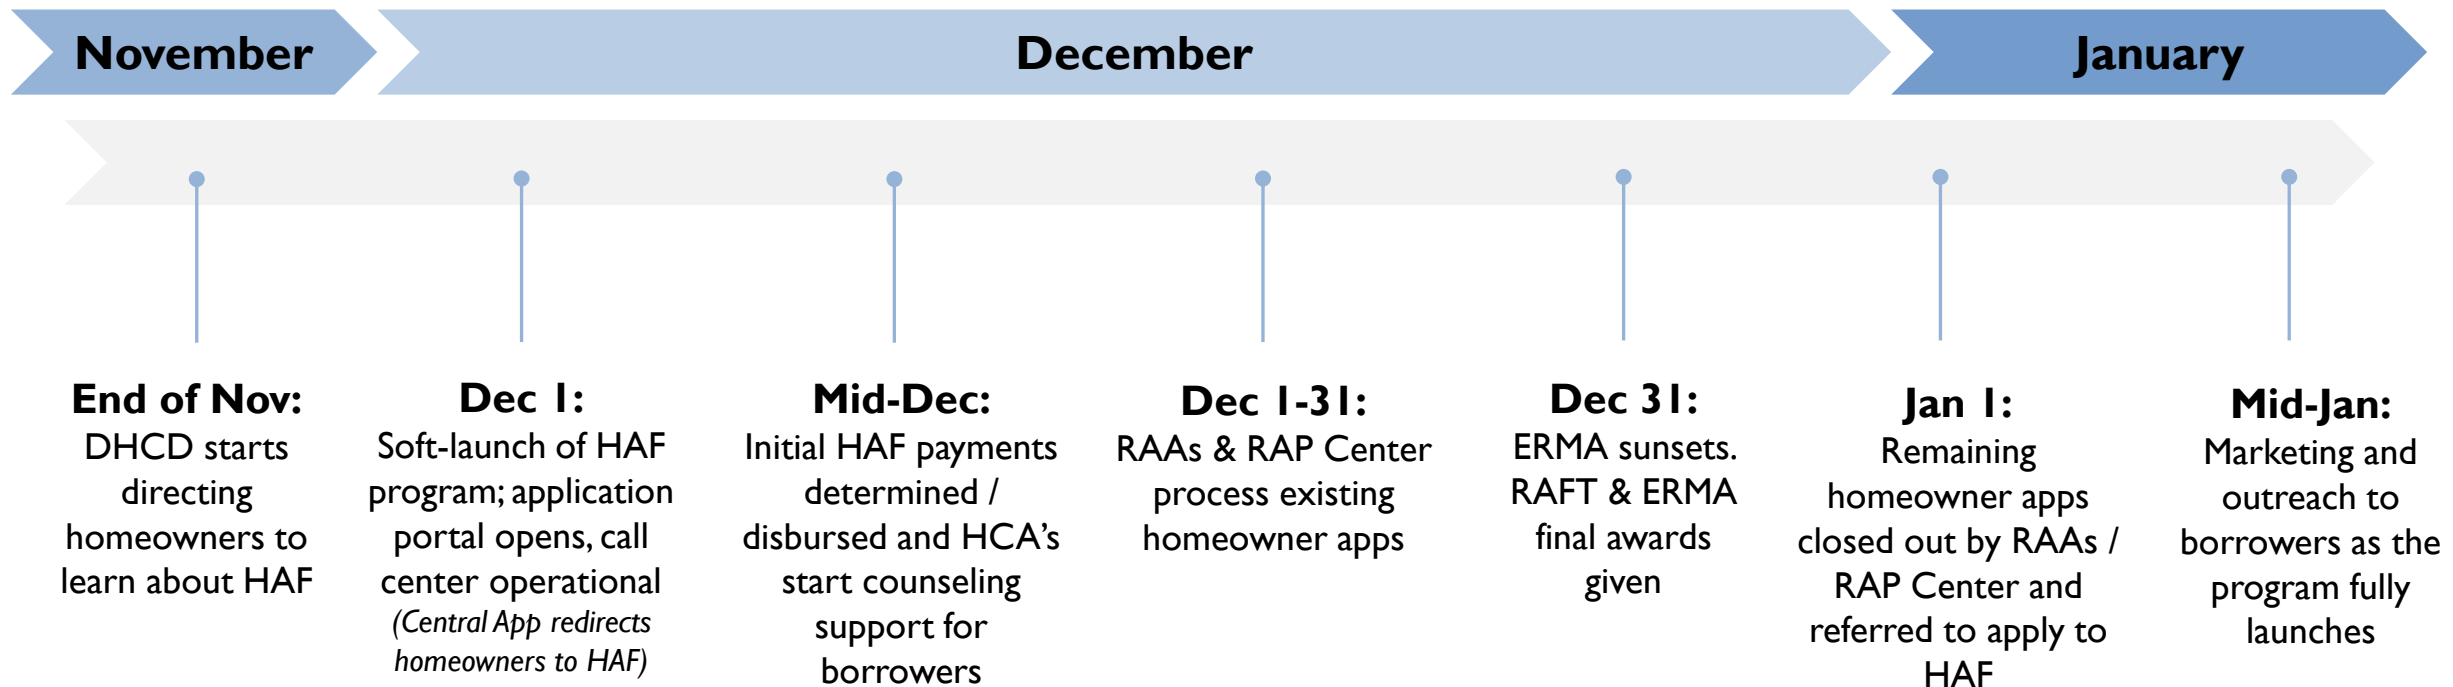 November
December
January
End of Nov:
DHCD starts
directing
homeowners to
learn about HAF
Dec 1:
Soft-launch of HAF
program; application
portal opens, call
center operational
(Central App redirects
homeowners to HAF)
Mid-Dec:
Initial HAF payments
determined /
disbursed and HCA’s
start counseling
support for
borrowers
Dec 1-31:
RAAs & RAP Center
process existing
homeowner apps
Dec 31:
ERMA sunsets.
RAFT & ERMA
final awards
given
Jan 1:
Remaining
homeowner apps
closed out by RAAs /
RAP Center and
referred to apply to
HAF
Mid-Jan:
Marketing and
outreach to
borrowers as the
program fully
launches